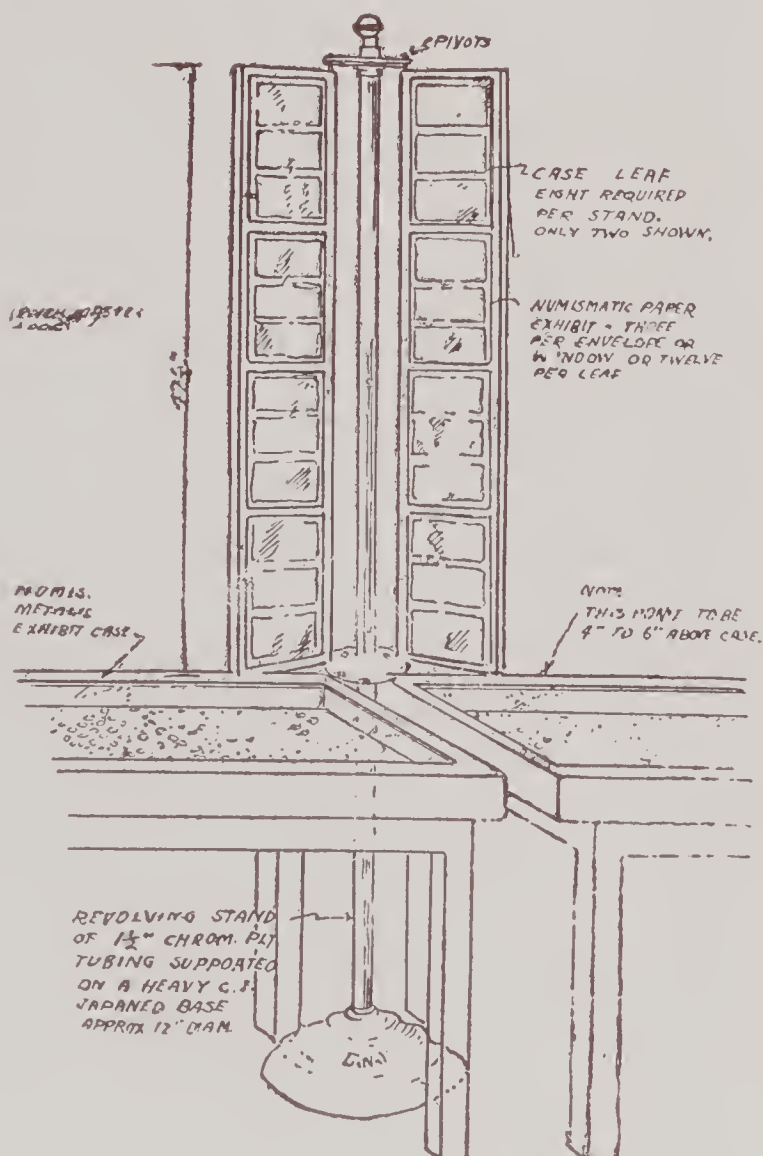 PIVOTS
CASE LEAF
EIGHT REQUIRED
PER STAND.
ONLY TWO SHOWN.
NUMISMATIC PAPER
EXHIBIT - THREE
PER ENVELOPE OR
WINDOW OR TWELVE
PER LEAF
NUMIS.
METALIC
EXHIBIT CASE
NOTE
THIS POINT TO BE
4" TO 6" ABOVE CASE.
REVOLVING STAND
OF 1½" CHROM. PLT
TUBING SUPPORTED
ON A HEAVY C.I.
JAPANED BASE
APPROX 12" DIAM.